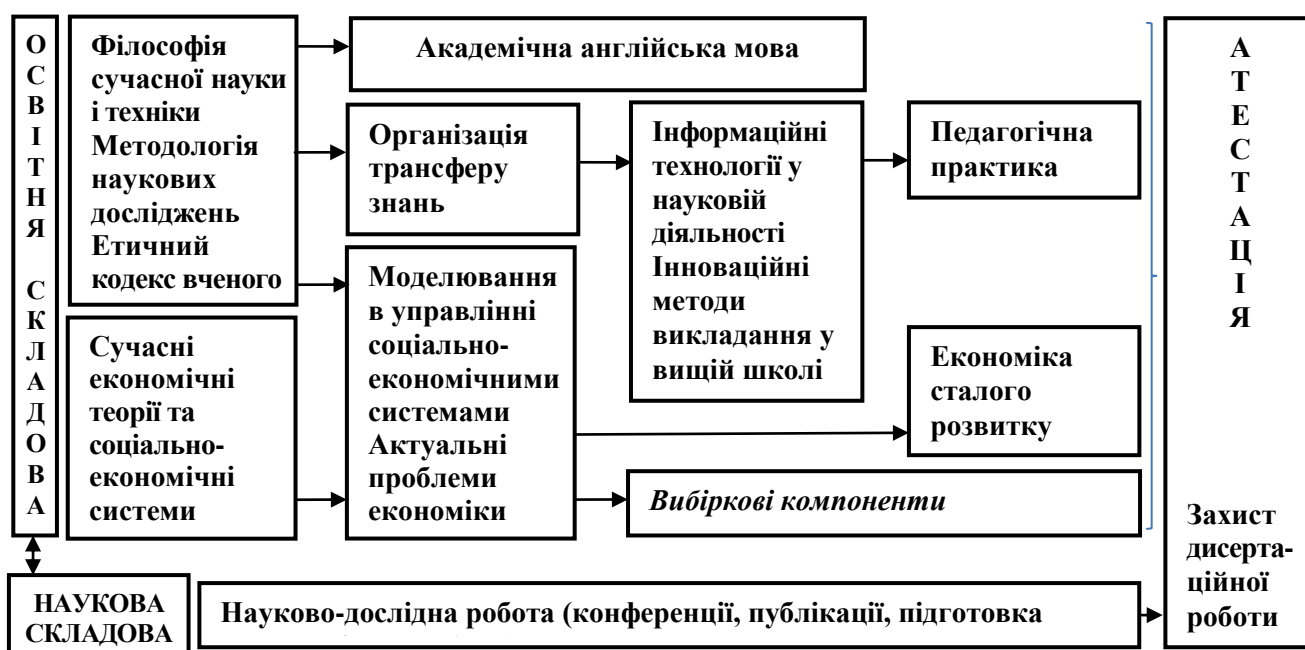 ОСВІТНЯ СКЛАДОВА
Філософія
сучасної науки
і техніки
Методологія
наукових
досліджень
Етичний
кодекс вченого
Сучасні
економічні
теорії та
соціально-
економічні
системи
Академічна англійська мова
Організація
трансферу
знань
Моделювання
в управлінні
соціально-
економічними
системами
Актуальні
проблеми
економіки
Інформаційні
технології у
науковій
діяльності
Інноваційні
методи
викладання у
вищій школі
Педагогічна
практика
Економіка
сталого
розвитку
Вибіркові компоненти
АТЕСТАЦІЯ
Захист
дисерта-
ційної
роботи
НАУКОВА
СКЛАДОВА
Науково-дослідна робота (конференції, публікації, підготовка